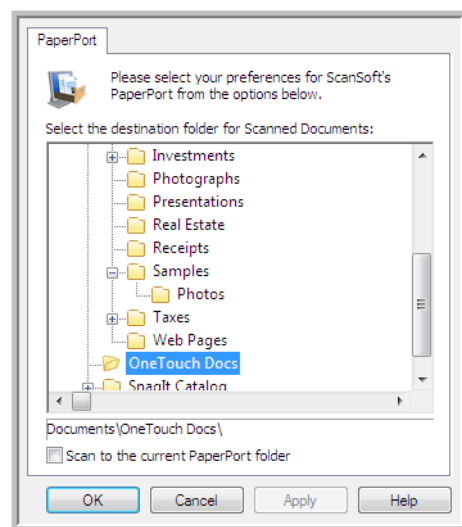 PaperPort
Please select your preferences for ScanSoft's
PaperPort from the options below.
Select the destination folder for Scanned Documents:
Investments
Photographs
Presentations
Real Estate
Receipts
Samples
Photos
Taxes
Web Pages
OneTouch Docs
SnagIt Catalog
Documents\OneTouch Docs\
Scan to the current PaperPort folder
OK Cancel Apply Help